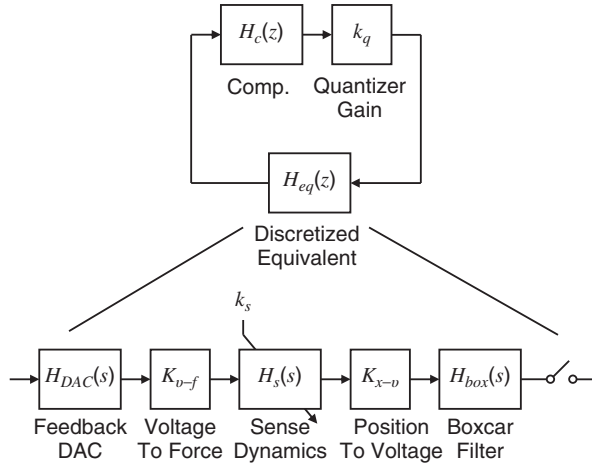 H_c(z) k_q
Comp. Quantizer
Gain
H_eq(z)
Discretized
Equivalent
k_s
H_DAC(s) K_v–f H_s(s) K_x–v H_box(s)
Feedback Voltage Sense Position Boxcar
DAC To Force Dynamics To Voltage Filter